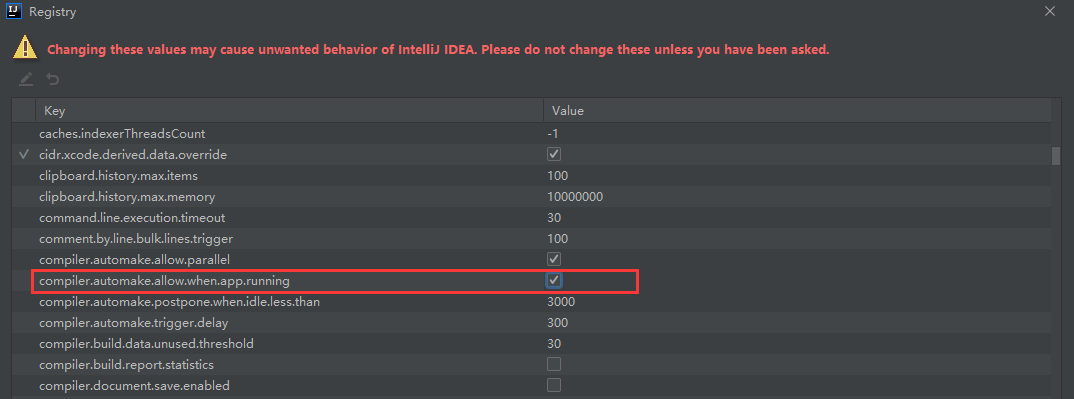 Registry
Changing these values may cause unwanted behavior of IntelliJ IDEA. Please do not change these unless you have been asked.
Key Value
caches.indexerThreadsCount -1
cidr.xcode.derived.data.override
clipboard.history.max.items 100
clipboard.history.max.memory 10000000
command.line.execution.timeout 30
comment.by.line.bulk.lines.trigger 100
compiler.automake.allow.parallel
compiler.automake.allow.when.app.running
compiler.automake.postpone.when.idle.less.than 3000
compiler.automake.trigger.delay 300
compiler.build.data.unused.threshold 30
compiler.build.report.statistics
compiler.document.save.enabled